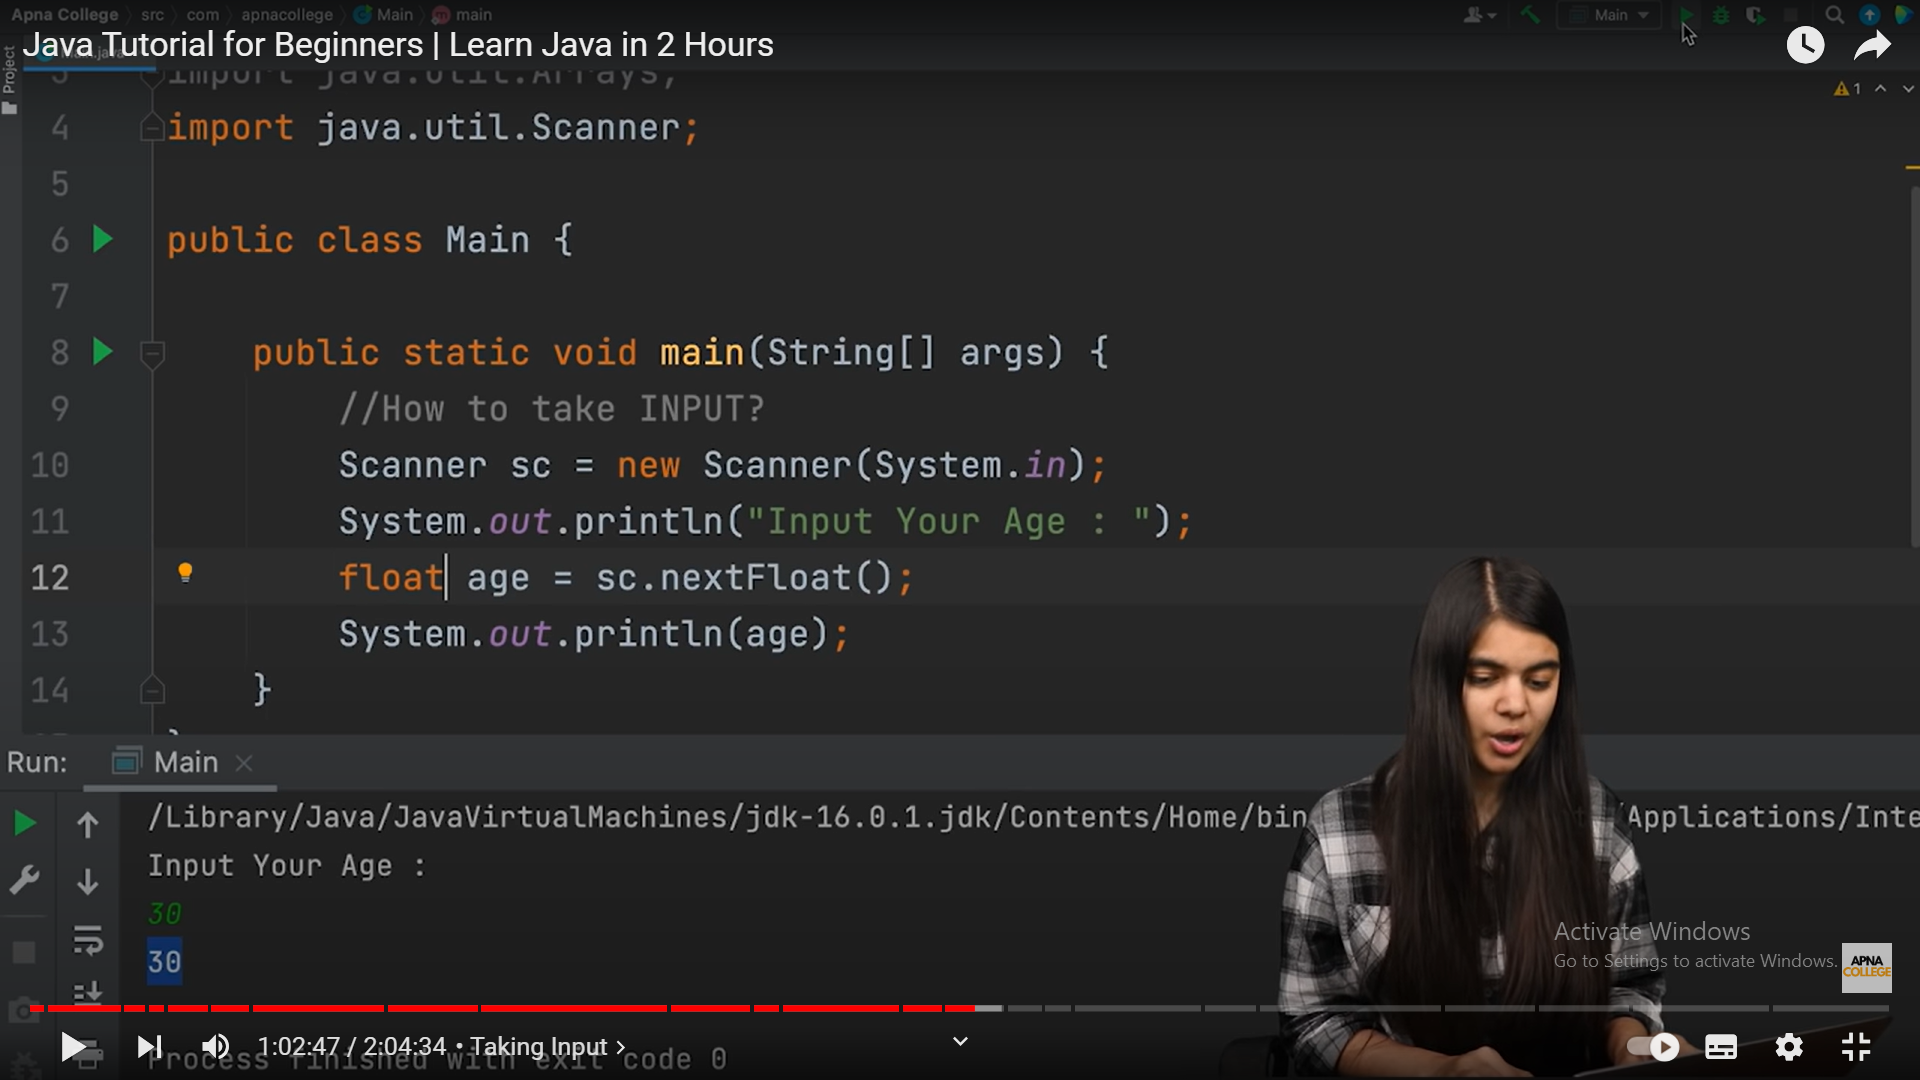 Apna College src com apnacollege Main main
Main
Java Tutorial for Beginners | Learn Java in 2 Hours
Project
1
3 import java.util.Arrays;
4 import java.util.Scanner;
5
6 public class Main {
7
8 public static void main(String[] args) {
9 //How to take INPUT?
10 Scanner sc = new Scanner(System.in);
11 System.out.println("Input Your Age : ");
12 float age = sc.nextFloat();
13 System.out.println(age);
14 }
Run: Main
/Library/Java/JavaVirtualMachines/jdk-16.0.1.jdk/Contents/Home/bin /Applications/Inte
Input Your Age :
30
30
Activate Windows
Go to Settings to activate Windows.
APNA
COLLEGE
1:02:47 / 2:04:34 • Taking Input
Process finished with exit code 0